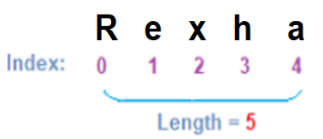 R e x h a
Index: 0 1 2 3 4
Length = 5